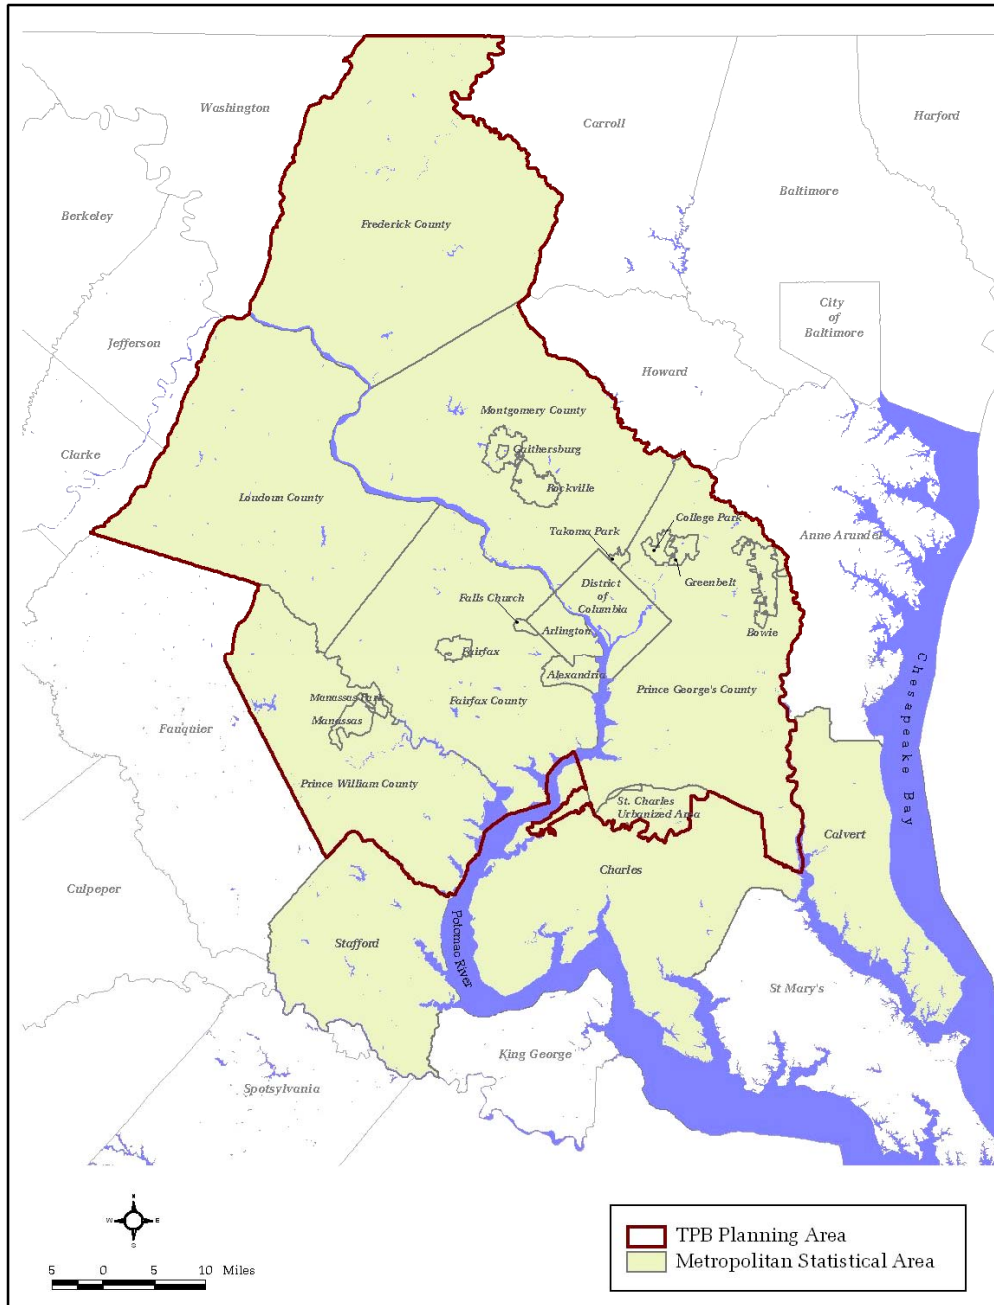 Washington
Carroll
Harford
Baltimore
Berkeley
Frederick County
City
of
Baltimore
Jefferson
Howard
Montgomery County
Gaithersburg
Clarke
Rockville
Loudoun County
College Park
Takoma Park
Anne Arundel
Greenbelt
District
of
Columbia
Falls Church
Arlington
Bowie
Fairfax
Alexandria
Prince George's County
Manassas Park
Fairfax County
Manassas
Fauquier
Chesapeake Bay
Prince William County
St. Charles
Urbanized Area
Calvert
Charles
Culpeper
Stafford
Potomac River
St Mary's
King George
Spotsylvania
N
W E
S
5 0 5 10 Miles
TPB Planning Area
Metropolitan Statistical Area